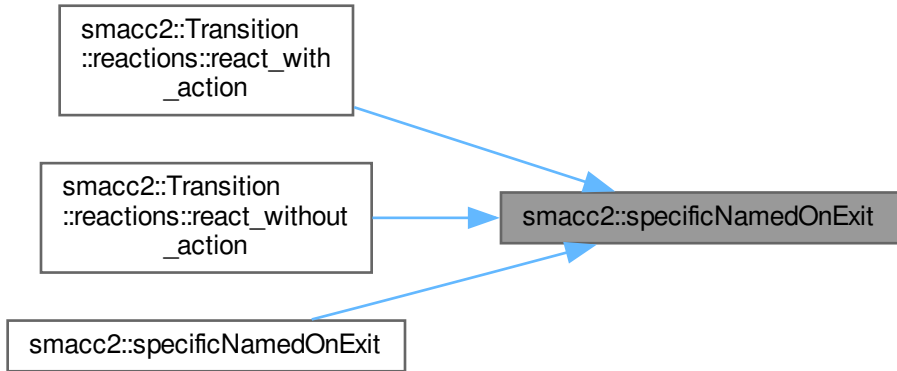 smacc2::Transition
::reactions::react_with
_action
smacc2::Transition
::reactions::react_without
_action
smacc2::specificNamedOnExit
smacc2::specificNamedOnExit